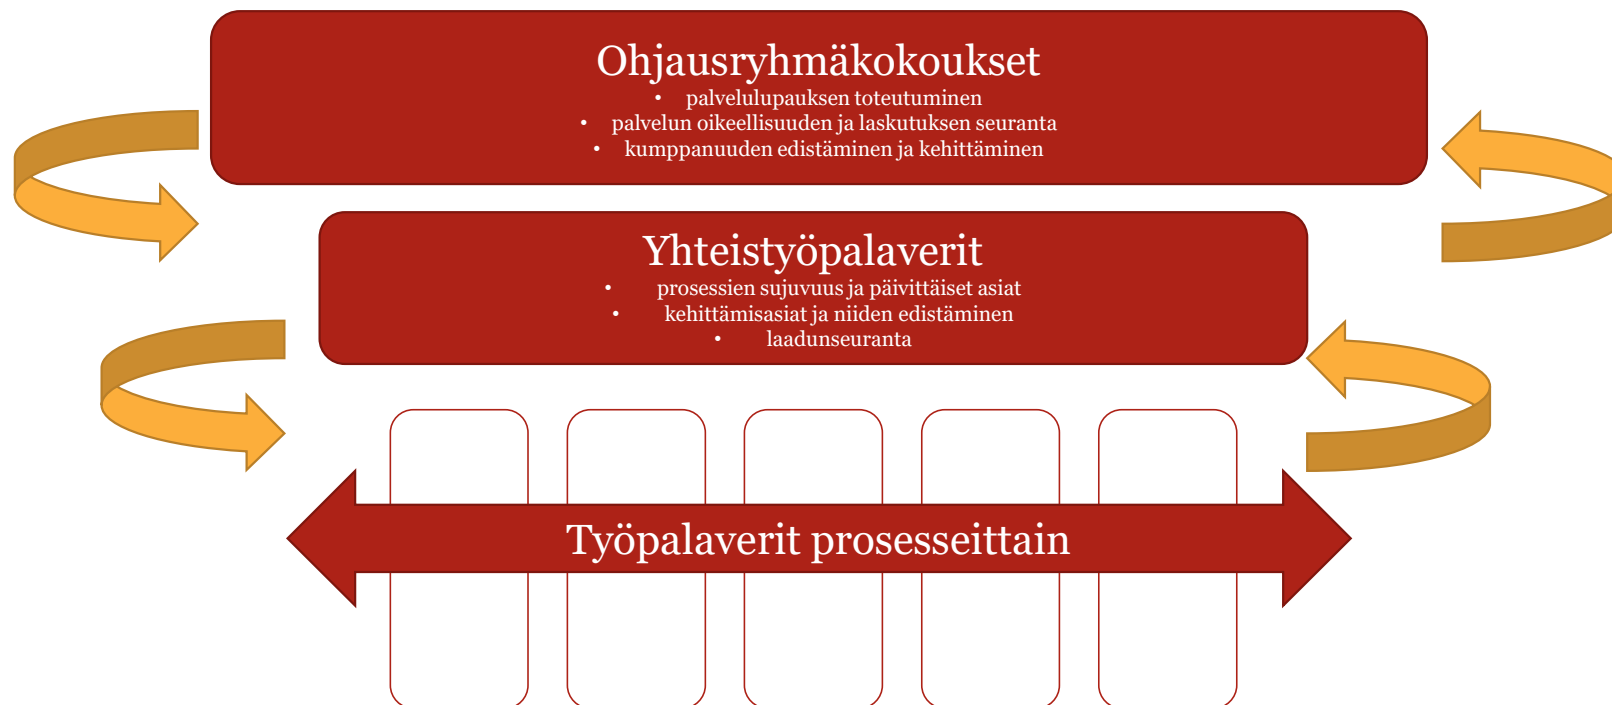 Ohjausryhmäkokoukset
• palvelulupauksen toteutuminen
• palvelun oikeellisuuden ja laskutuksen seuranta
• kumppanuuden edistäminen ja kehittäminen
Yhteistyöpalaverit
• prosessien sujuvuus ja päivittäiset asiat
• kehittämisasiat ja niiden edistäminen
• laadunseuranta
Työpalaverit prosesseittain